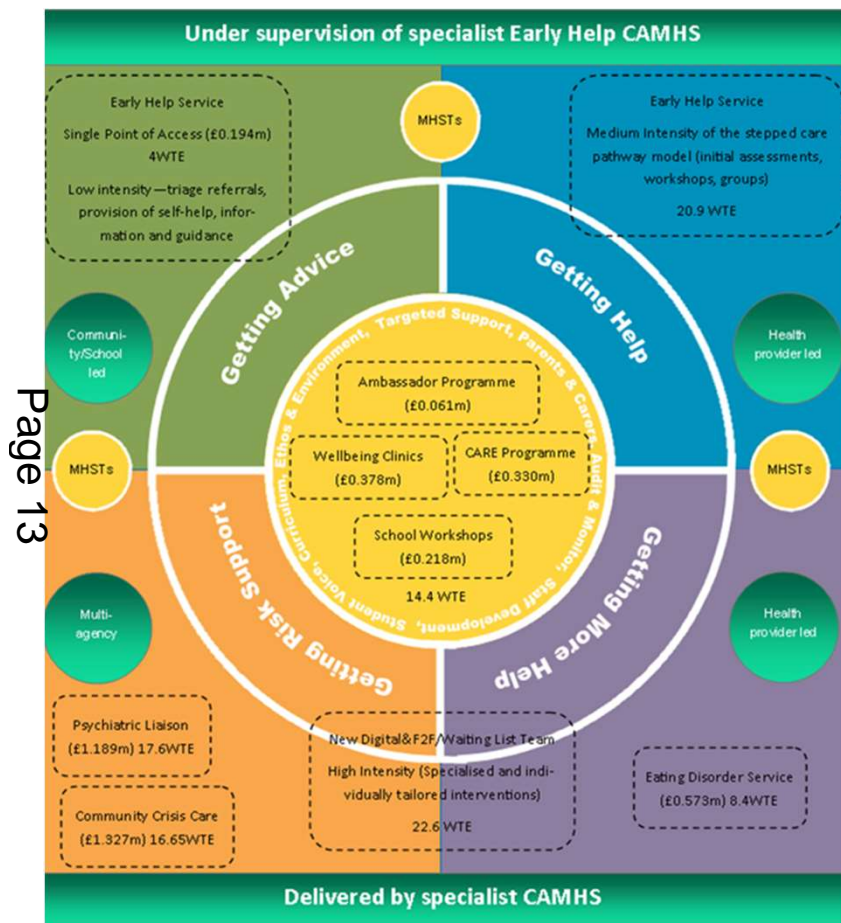 Under supervision of specialist Early Help CAMHS
Early Help Service
Single Point of Access (£0.194m)
4WTE
Low intensity—triage referrals,
provision of self-help, infor-
mation and guidance
MHSTs
Early Help Service
Medium Intensity of the stepped care
pathway model (initial assessments,
workshops, groups)
20.9 WTE
Getting Advice
Getting Help
Communi-
ty/School
led
Health
provider led
Student Voice, Curriculum, Ethos & Environment, Targeted Support, Parents & Carers, Audit & Monitor, Staff Development,
Ambassador Programme
(£0.061m)
Wellbeing Clinics
(£0.378m)
CARE Programme
(£0.330m)
School Workshops
(£0.218m)
14.4 WTE
MHSTs
MHSTs
Page 13
Getting Risk Support
Getting More Help
Multi-
agency
Health
provider led
Psychiatric Liaison
(£1.189m) 17.6WTE
Community Crisis Care
(£1.327m) 16.65WTE
New Digital&F2F/Waiting List Team
High Intensity (Specialised and indi-
vidually tailored interventions)
22.6 WTE
Eating Disorder Service
(£0.573m) 8.4WTE
Delivered by specialist CAMHS